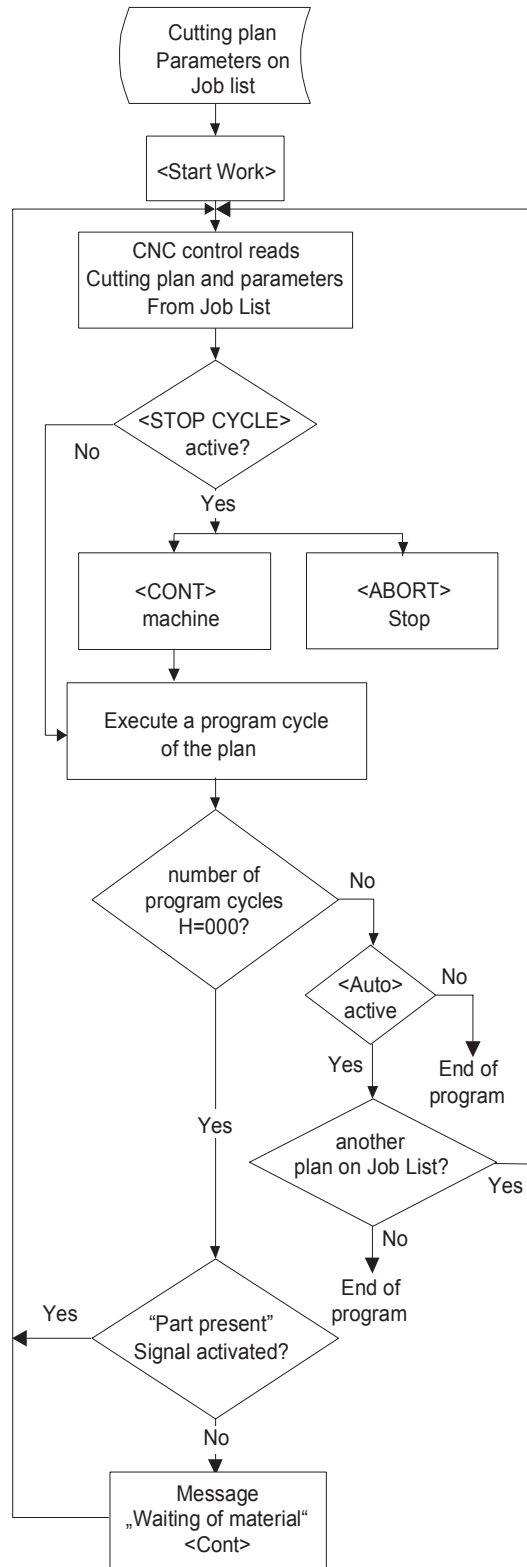 Cutting plan
Parameters on
Job list
<Start Work>
CNC control reads
Cutting plan and parameters
From Job List
<STOP CYCLE>
active?
No
Yes
<CONT>
machine
<ABORT>
Stop
Execute a program cycle
of the plan
number of
program cycles
H=000?
No
<Auto>
active
No
Yes
End of
program
Yes
another
plan on Job List?
Yes
No
End of
program
Yes
“Part present”
Signal activated?
No
Message
„Waiting of material“
<Cont>